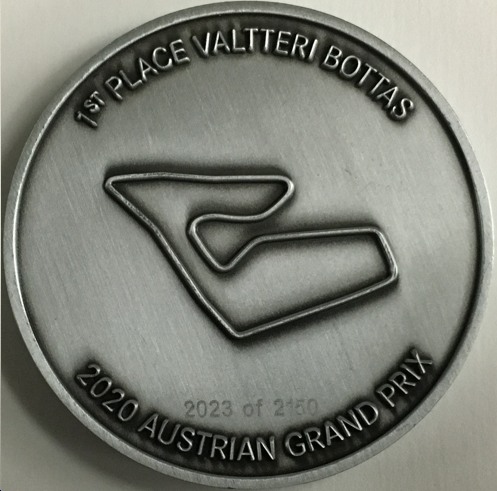 1ST PLACE VALTTERI BOTTAS
2023 of 2150
2020 AUSTRIAN GRAND PRIX